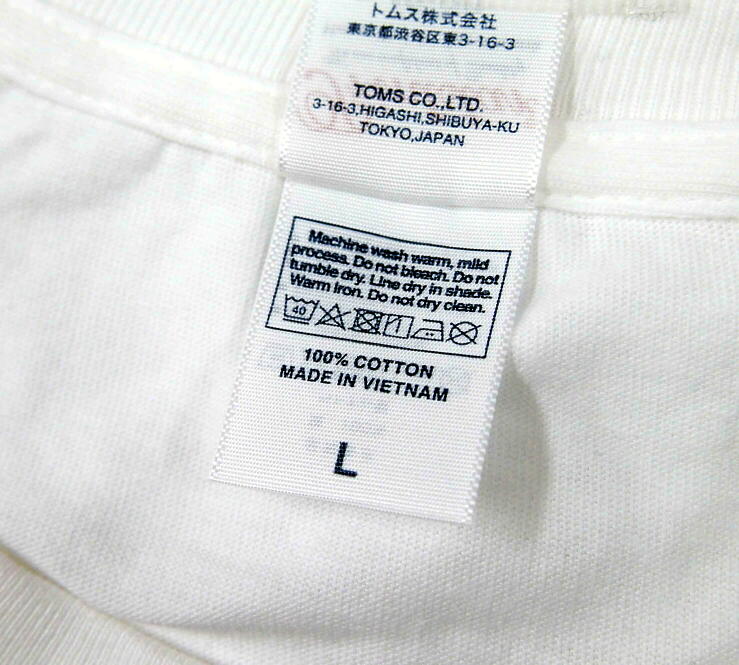 トムス株式会社
東京都渋谷区東3-16-3
TOMS CO.,LTD.
3-16-3,HIGASHI,SHIBUYA-KU
TOKYO,JAPAN
Machine wash warm, mild
process. Do not bleach. Do not
tumble dry. Line dry in shade.
Warm Iron. Do not dry clean.
40
100% COTTON
MADE IN VIETNAM
L